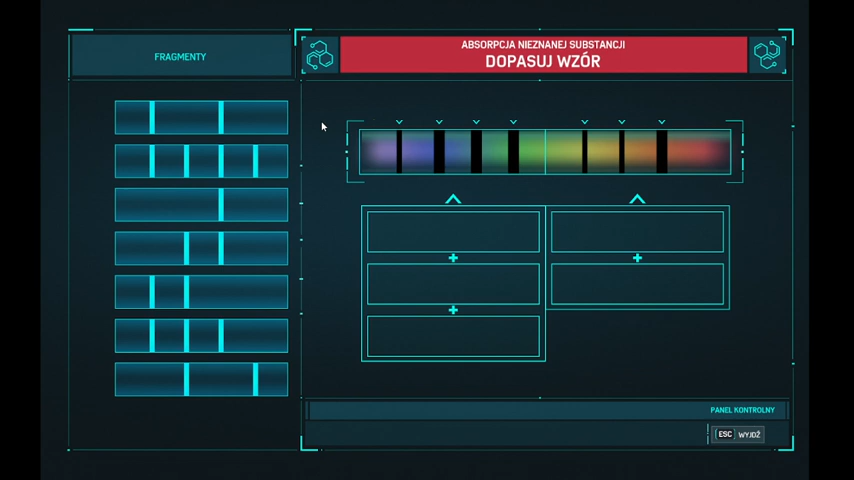 FRAGMENTY
ABSORPCJA NIEZNANEJ SUBSTANCJI
DOPASUJ WZÓR
PANEL KONTROLNY
ESC WYJDŹ